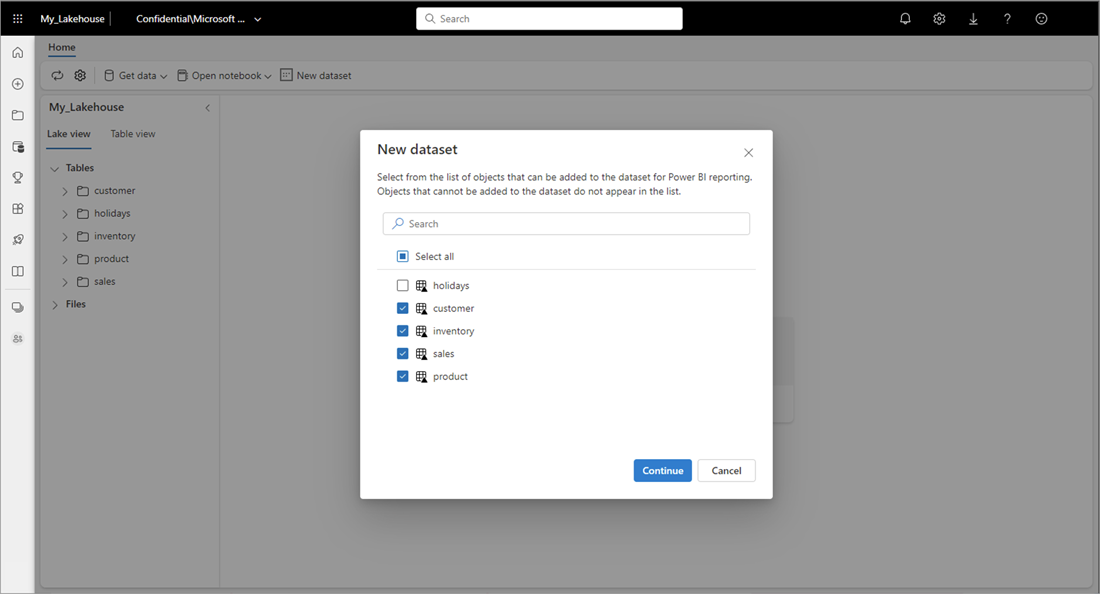 My_Lakehouse
Confidential\Microsoft ...
Search
Home
Get data
Open notebook
New dataset
My_Lakehouse
Lake view
Table view
Tables
customer
holidays
inventory
product
sales
Files
New dataset
Select from the list of objects that can be added to the dataset for Power BI reporting.
Objects that cannot be added to the dataset do not appear in the list.
Search
Select all
holidays
customer
inventory
sales
product
Continue
Cancel